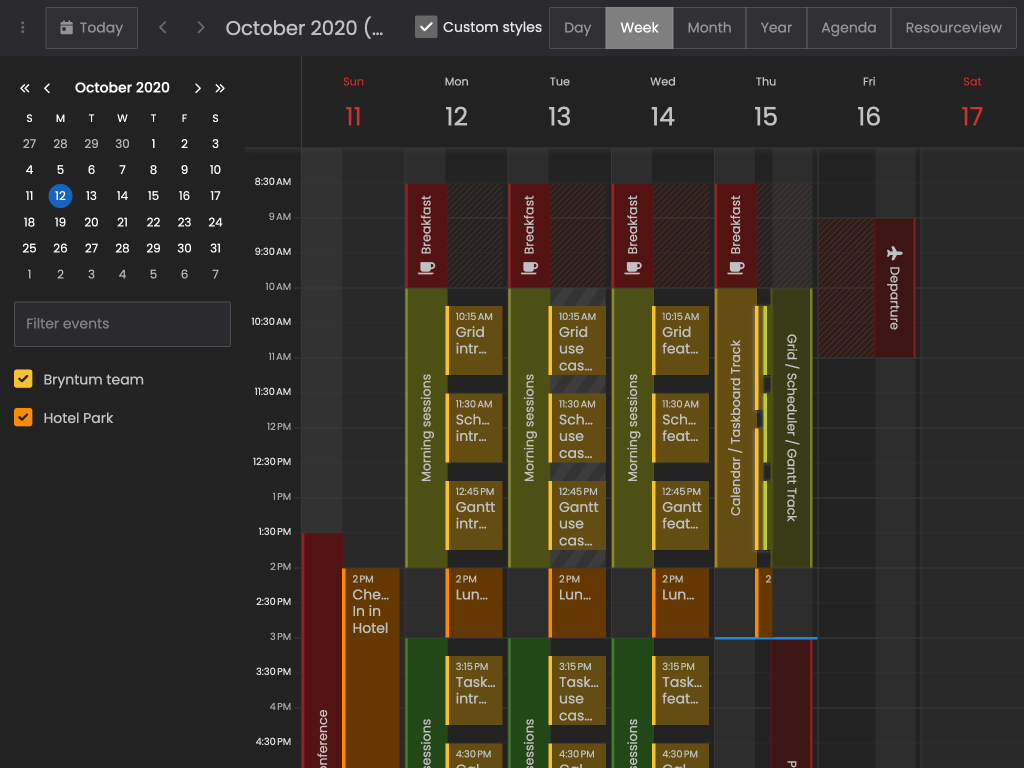 Today
October 2020 (...
Custom styles
Day
Week
Month
Year
Agenda
Resourceview
October 2020
S M T W T F S
27 28 29 30 1 2 3
4 5 6 7 8 9 10
11 12 13 14 15 16 17
18 19 20 21 22 23 24
25 26 27 28 29 30 31
1 2 3 4 5 6 7
Filter events
Bryntum team
Hotel Park
Sun Mon Tue Wed Thu Fri Sat
11 12 13 14 15 16 17
8:30 AM
9 AM
9:30 AM
10 AM
10:30 AM
11 AM
11:30 AM
12 PM
12:30 PM
1 PM
1:30 PM
2 PM
2:30 PM
3 PM
3:30 PM
4 PM
4:30 PM
onference
2 PM
Che...
In in
Hotel
Breakfast
Morning sessions
10:15 AM
Grid
intr...
11:30 AM
Sch...
intr...
12:45 PM
Gantt
intr...
2 PM
Lun...
sessions
3:15 PM
Task...
intr...
4:30 PM
Cal...
Breakfast
Morning sessions
10:15 AM
Grid
use
cas...
11:30 AM
Sch...
use
cas...
12:45 PM
Gantt
use
cas...
2 PM
Lun...
sessions
3:15 PM
Task...
use
cas...
4:30 PM
Cal...
Breakfast
Morning sessions
10:15 AM
Grid
feat...
11:30 AM
Sch...
feat...
12:45 PM
Gantt
feat...
2 PM
Lun...
sessions
3:15 PM
Task...
feat...
4:30 PM
Cal...
Breakfast
Calendar / Taskboard Track
Grid / Scheduler / Gantt Track
2
P
Departure